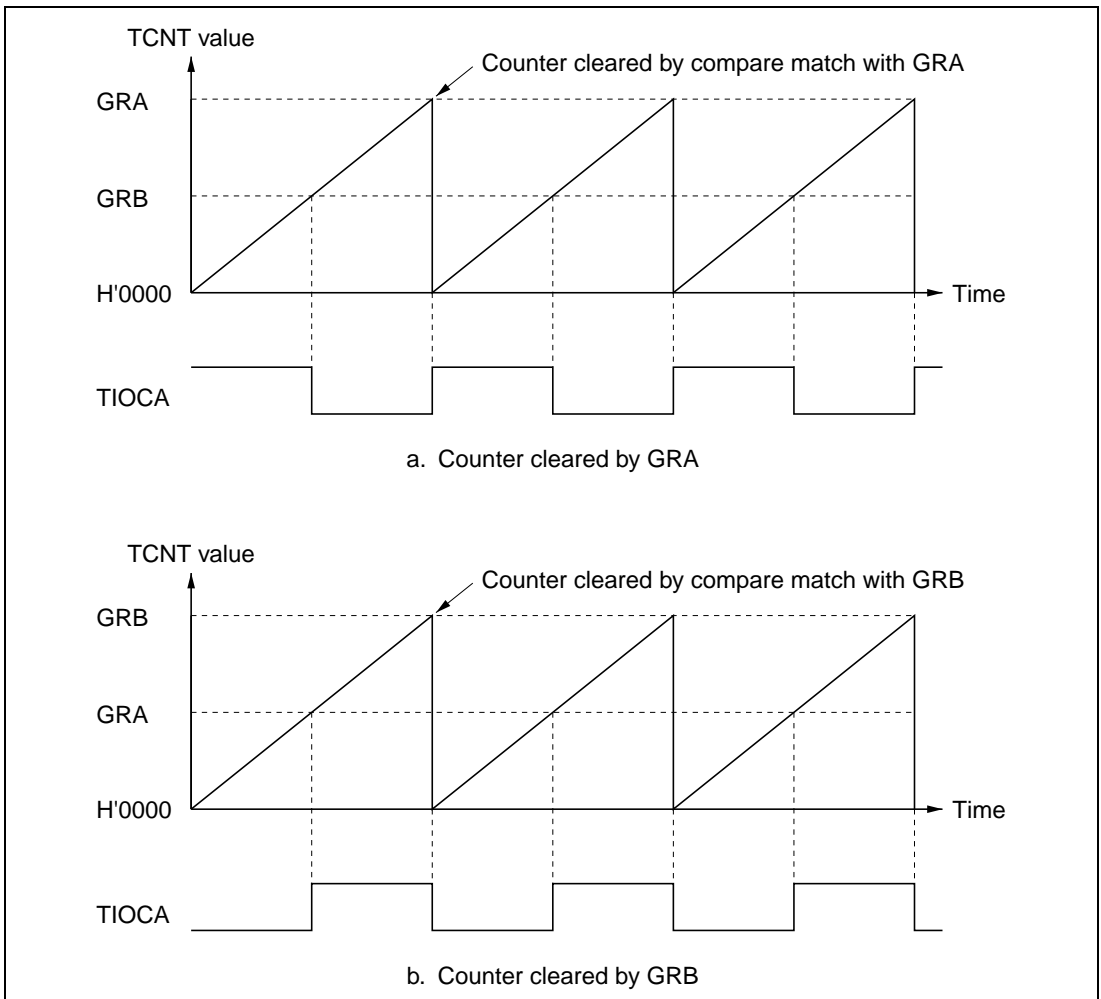 TCNT value
Counter cleared by compare match with GRA
GRA
GRB
H'0000
Time
TIOCA
a. Counter cleared by GRA
TCNT value
Counter cleared by compare match with GRB
GRB
GRA
H'0000
Time
TIOCA
b. Counter cleared by GRB